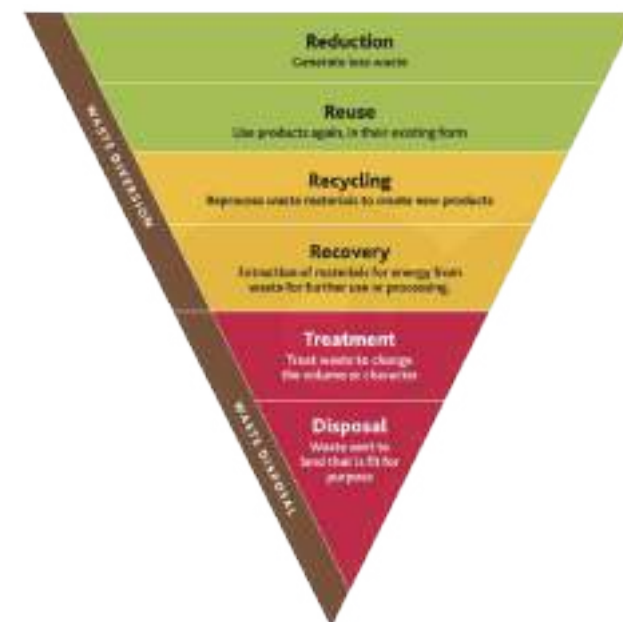 Reduction
Generate less waste
Reuse
Use products again, in their existing form
Recycling
Reprocess waste materials to create new products
Recovery
Extraction of materials for energy from
waste for further use or processing.
Treatment
Treat waste to change
the volume or character
Disposal
Waste sent to
land that is fit for
purpose
WASTE DIVERSION
WASTE DISPOSAL